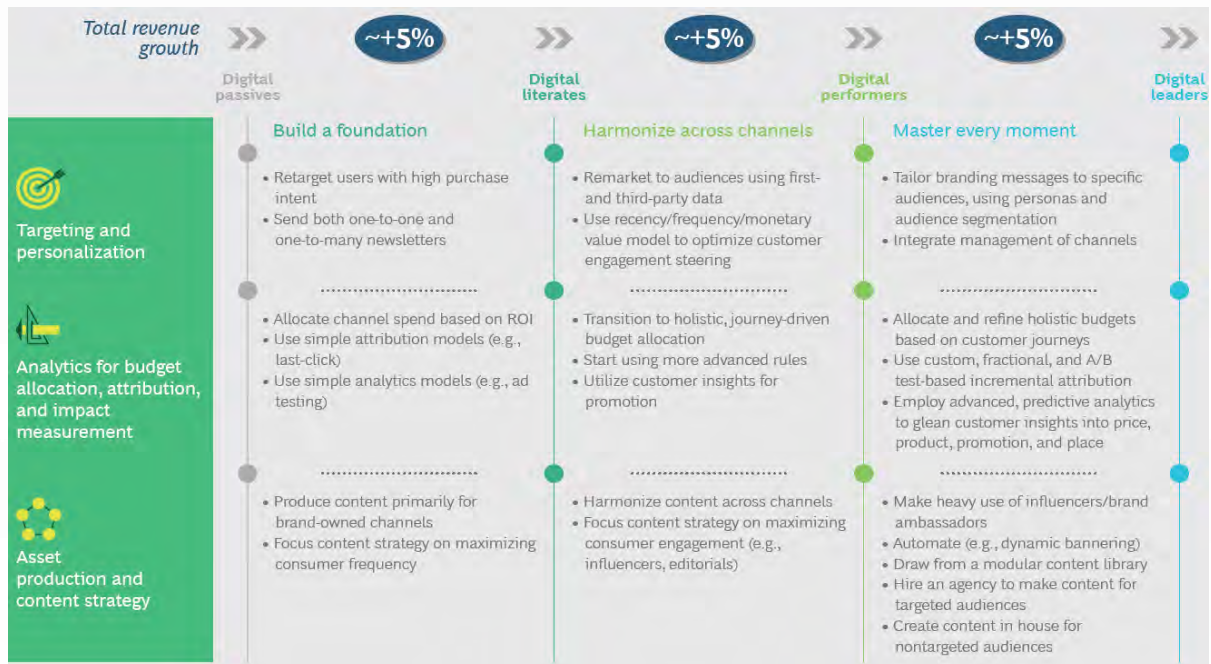 Total revenue
growth
~+5%
~+5%
~+5%
Digital
passives
Digital
literates
Digital
performers
Digital
leaders
Build a foundation
Harmonize across channels
Master every moment
Targeting and
personalization
• Retarget users with high purchase
intent
• Send both one-to-one and
one-to-many newsletters
• Remarket to audiences using first-
and third-party data
• Use recency/frequency/monetary
value model to optimize customer
engagement steering
• Tailor branding messages to specific
audiences, using personas and
audience segmentation
• Integrate management of channels
Analytics for budget
allocation, attribution,
and impact
measurement
• Allocate channel spend based on ROI
• Use simple attribution models (e.g.,
last-click)
• Use simple analytics models (e.g., ad
testing)
• Transition to holistic, journey-driven
budget allocation
• Start using more advanced rules
• Utilize customer insights for
promotion
• Allocate and refine holistic budgets
based on customer journeys
• Use custom, fractional, and A/B
test-based incremental attribution
• Employ advanced, predictive analytics
to glean customer insights into price,
product, promotion, and place
Asset
production and
content strategy
• Produce content primarily for
brand-owned channels
• Focus content strategy on maximizing
consumer frequency
• Harmonize content across channels
• Focus content strategy on maximizing
consumer engagement (e.g.,
influencers, editorials)
• Make heavy use of influencers/brand
ambassadors
• Automate (e.g., dynamic bannering)
• Draw from a modular content library
• Hire an agency to make content for
targeted audiences
• Create content in house for
nontargeted audiences